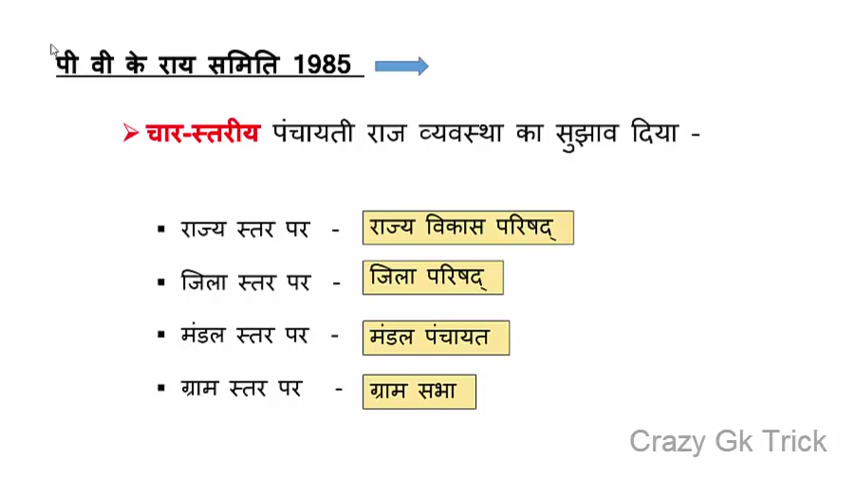 पी वी के राय समिति 1985
चार-स्तरीय पंचायती राज व्यवस्था का सुझाव दिया -
राज्य स्तर पर - राज्य विकास परिषद्
जिला स्तर पर - जिला परिषद्
मंडल स्तर पर - मंडल पंचायत
ग्राम स्तर पर - ग्राम सभा
Crazy Gk Trick